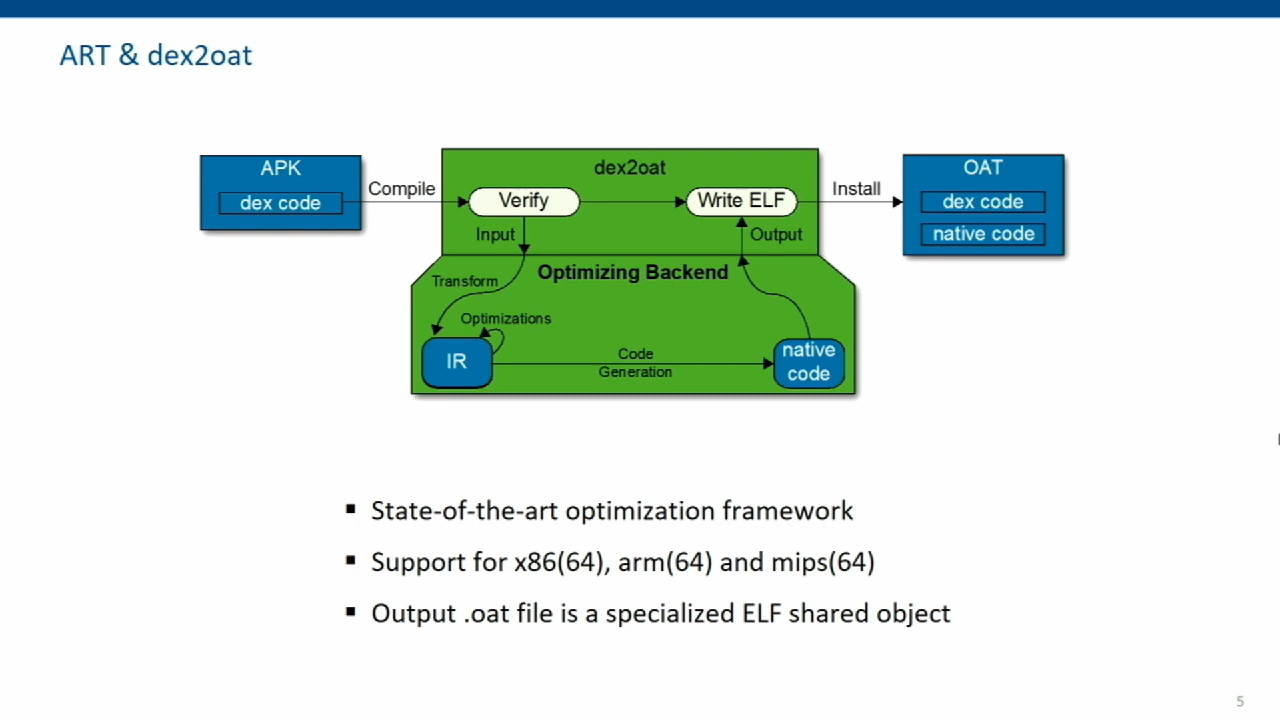 ART & dex2oat
APK
dex code
Compile
dex2oat
Verify
Write ELF
Input
Output
Install
OAT
dex code
native code
Optimizing Backend
Transform
Optimizations
IR
Code
Generation
native
code
▪ State-of-the-art optimization framework
▪ Support for x86(64), arm(64) and mips(64)
▪ Output .oat file is a specialized ELF shared object
5